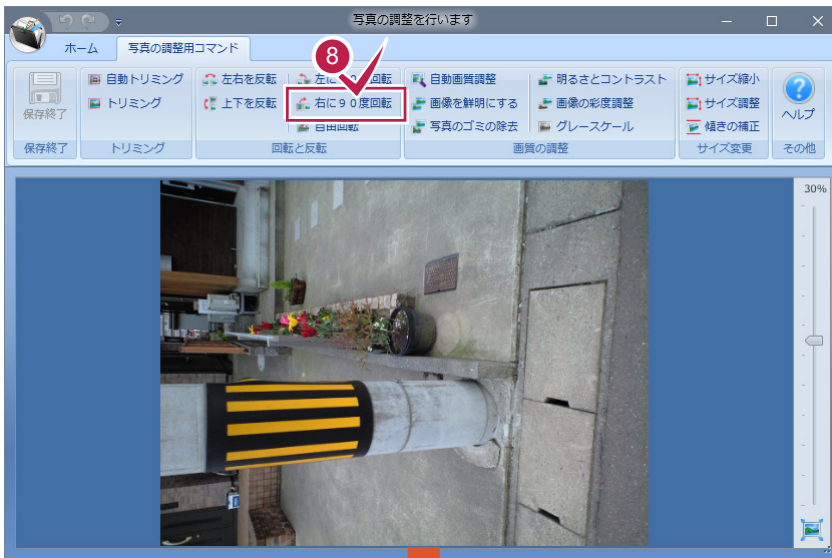 写真の調整を行います
ホーム 写真の調整用コマンド
8
保存終了
自動トリミング
トリミング
左右を反転
上下を反転
左に９０度回転
右に９０度回転
自由回転
自動画質調整
画像を鮮明にする
写真のゴミの除去
明るさとコントラスト
画像の彩度調整
グレースケール
サイズ縮小
サイズ調整
傾きの補正
ヘルプ
保存終了 トリミング 回転と反転 画質の調整 サイズ変更 その他
30%